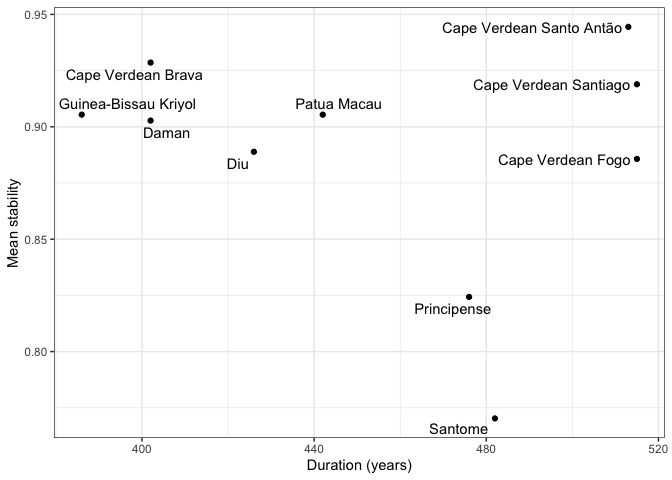 0.95
Cape Verdean Santo Antão
Cape Verdean Brava
Cape Verdean Santiago
Guinea-Bissau Kriyol
Patua Macau
0.90
Daman
Diu
Cape Verdean Fogo
Mean stability
0.85
Principense
0.80
Santome
400
440
480
520
Duration (years)